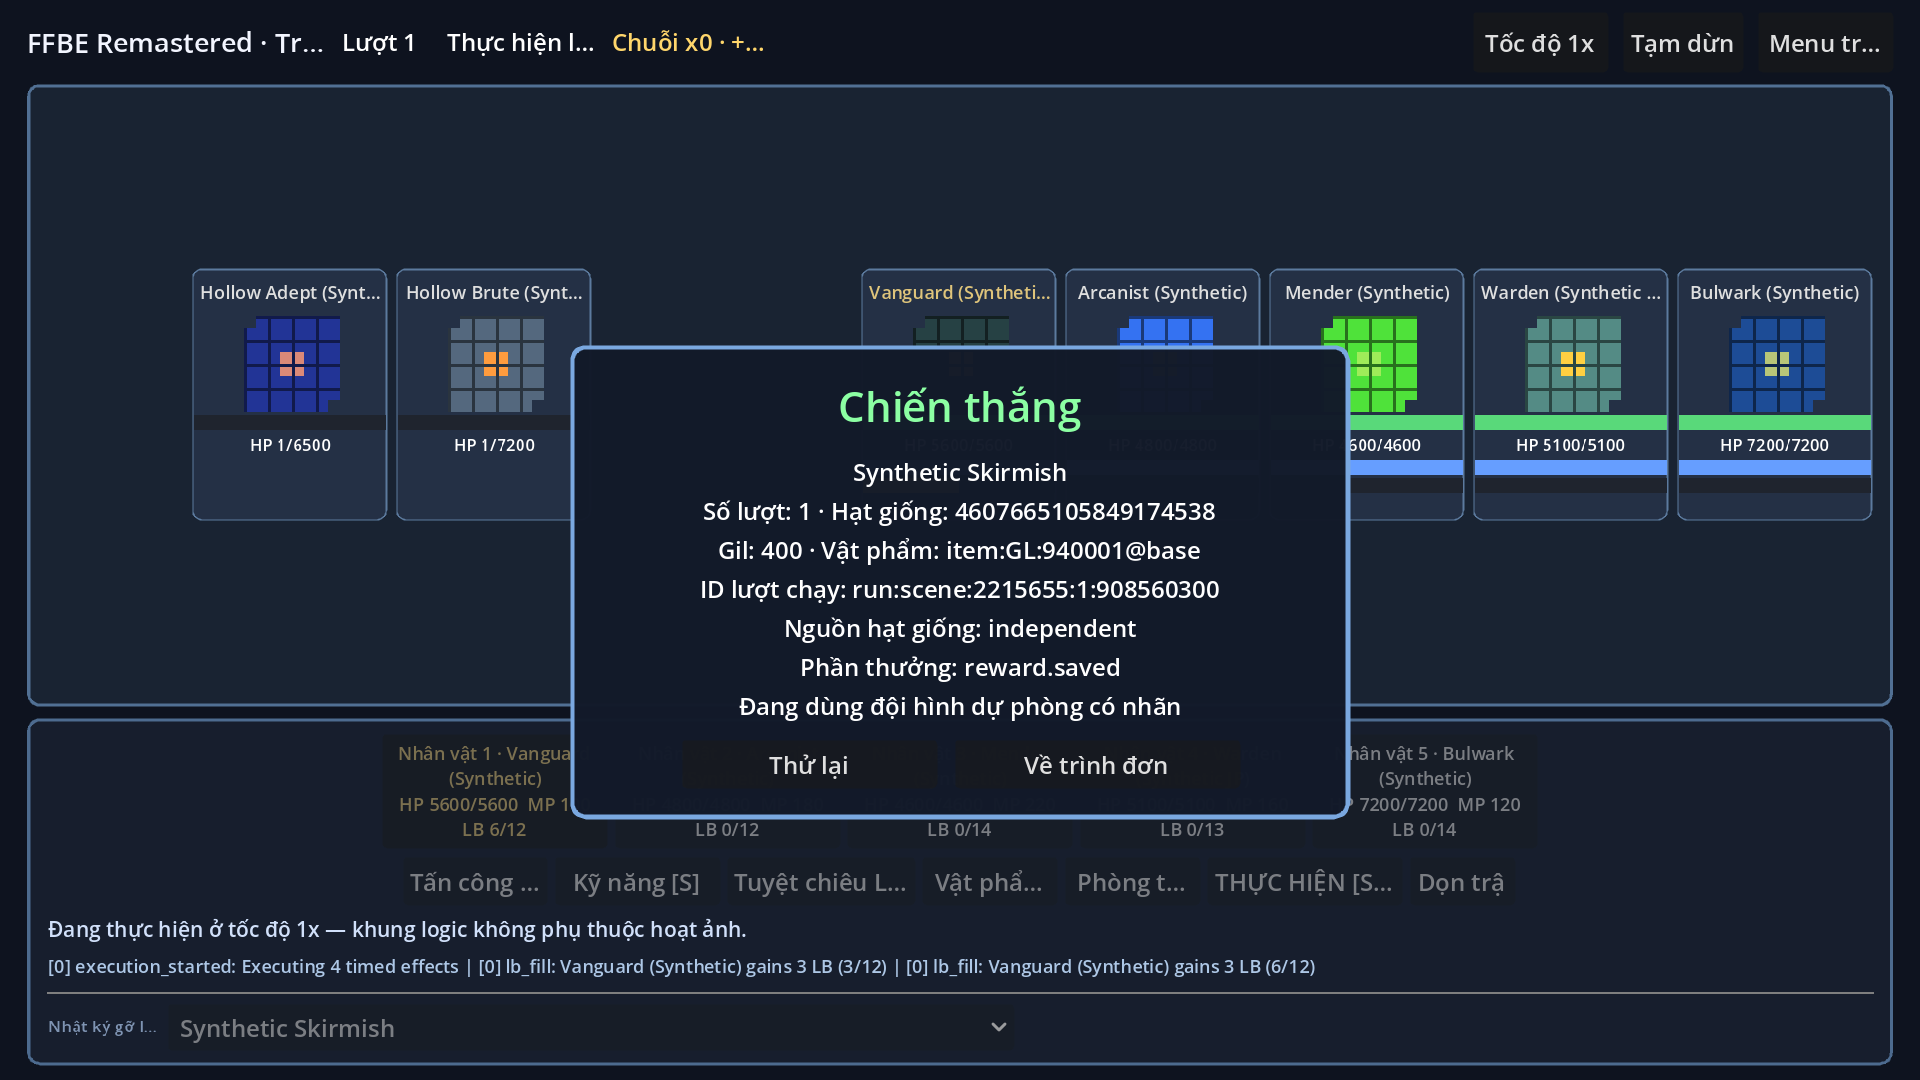 FFBE Remastered · Tr...
Lượt 1
Thực hiện l...
Chuỗi x0 · +...
Tốc độ 1x
Tạm dừn
Menu tr...
Hollow Adept (Synt...
HP 1/6500
Hollow Brute (Synt...
HP 1/7200
Vanguard (Syntheti...
HP 5600/5600
Arcanist (Synthetic)
HP 4800/4800
Mender (Synthetic)
600/4600
Warden (Synthetic ...
HP 5100/5100
Bulwark (Synthetic)
HP 7200/7200
Chiến thắng
Synthetic Skirmish
Số lượt: 1 · Hạt giống: 4607665105849174538
Gil: 400 · Vật phẩm: item:GL:940001@base
ID lượt chạy: run:scene:2215655:1:908560300
Nguồn hạt giống: independent
Phần thưởng: reward.saved
Đang dùng đội hình dự phòng có nhãn
Thử lại
Về trình đơn
Nhân vật 1 · Vangua
(Synthetic)
HP 5600/5600 MP 1
LB 6/12
LB 0/12
LB 0/14
LB 0/13
hân vật 5 · Bulwark
(Synthetic)
P 7200/7200 MP 120
LB 0/14
Tấn công ...
Kỹ năng [S]
Tuyệt chiêu L...
Vật phẩ...
Phòng t...
THỰC HIỆN [S...
Dọn trậ
Đang thực hiện ở tốc độ 1x — khung logic không phụ thuộc hoạt ảnh.
[0] execution_started: Executing 4 timed effects | [0] lb_fill: Vanguard (Synthetic) gains 3 LB (3/12) | [0] lb_fill: Vanguard (Synthetic) gains 3 LB (6/12)
Nhật ký gỡ l...
Synthetic Skirmish